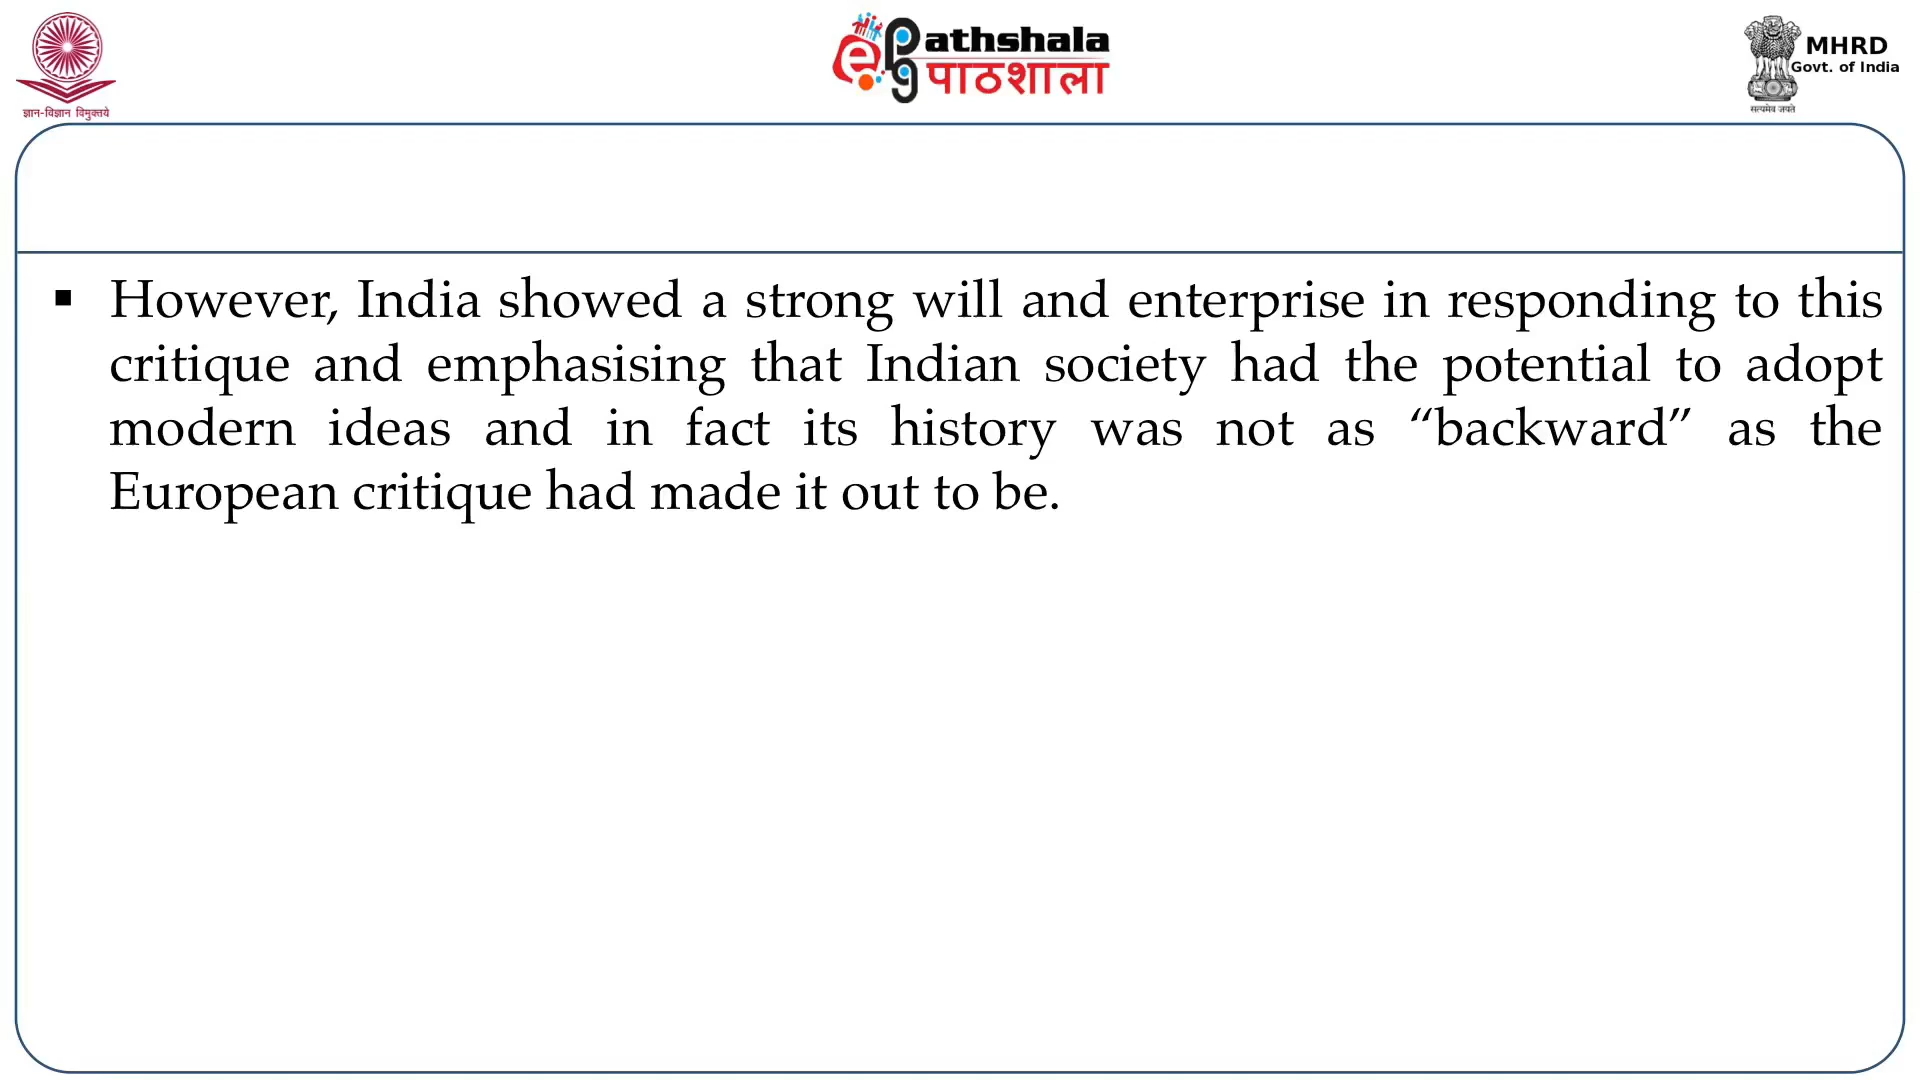 ज्ञान-विज्ञान विमुक्तये
e PG athshala
पाठशाला
MHRD
Govt. of India
सत्यमेव जयते
▪ However, India showed a strong will and enterprise in responding to this
critique and emphasising that Indian society had the potential to adopt
modern ideas and in fact its history was not as “backward” as the
European critique had made it out to be.